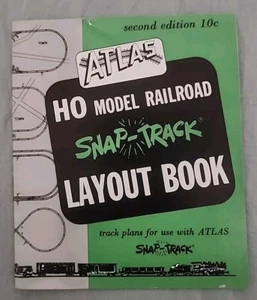 second edition 10c
ATLAS
HO MODEL RAILROAD
SNAP-TRACK®
LAYOUT BOOK
track plans for use with ATLAS
SNAP-TRACK